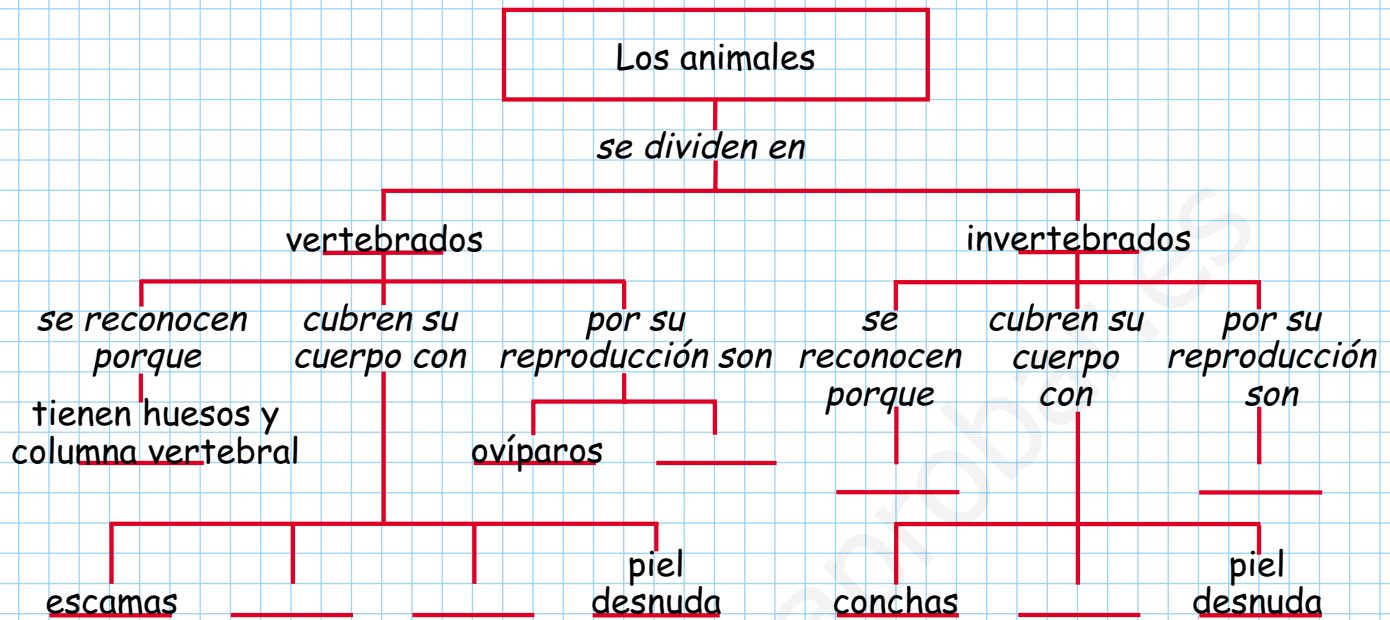 Los animales
se dividen en
vertebrados
invertebrados
se reconocen
porque
cubren su
cuerpo con
por su
reproducción son
se
reconocen
porque
cubren su
cuerpo
con
por su
reproducción
son
tienen huesos y
columna vertebral
ovíparos
escamas
piel
desnuda
conchas
piel
desnuda